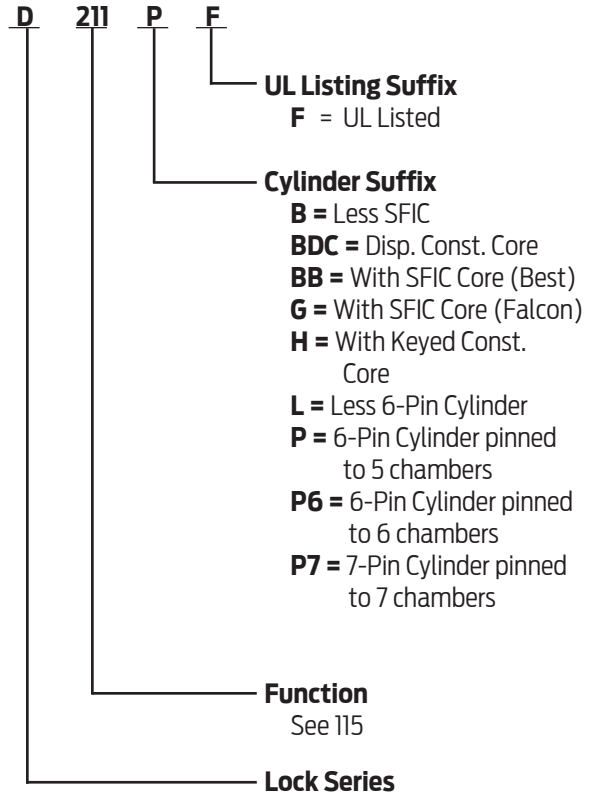 D 211 P F
UL Listing Suffix
F = UL Listed
Cylinder Suffix
B = Less SFIC
BDC = Disp. Const. Core
BB = With SFIC Core (Best)
G = With SFIC Core (Falcon)
H = With Keyed Const.
Core
L = Less 6-Pin Cylinder
P = 6-Pin Cylinder pinned
to 5 chambers
P6 = 6-Pin Cylinder pinned
to 6 chambers
P7 = 7-Pin Cylinder pinned
to 7 chambers
Function
See 115
Lock Series